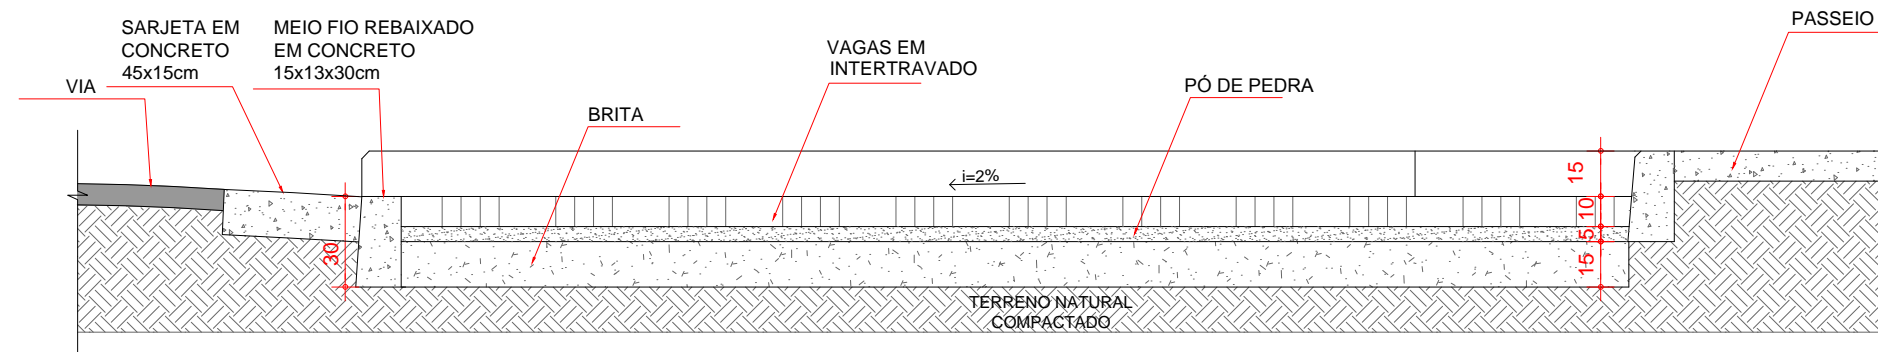 SARJETA EM
CONCRETO
45x15cm
MEIO FIO REBAIXADO
EM CONCRETO
15x13x30cm
VIA
BRITA
VAGAS EM
INTERTRAVADO
PÓ DE PEDRA
PASSEIO
i=2%
15
10
5
15
30
TERRENO NATURAL
COMPACTADO